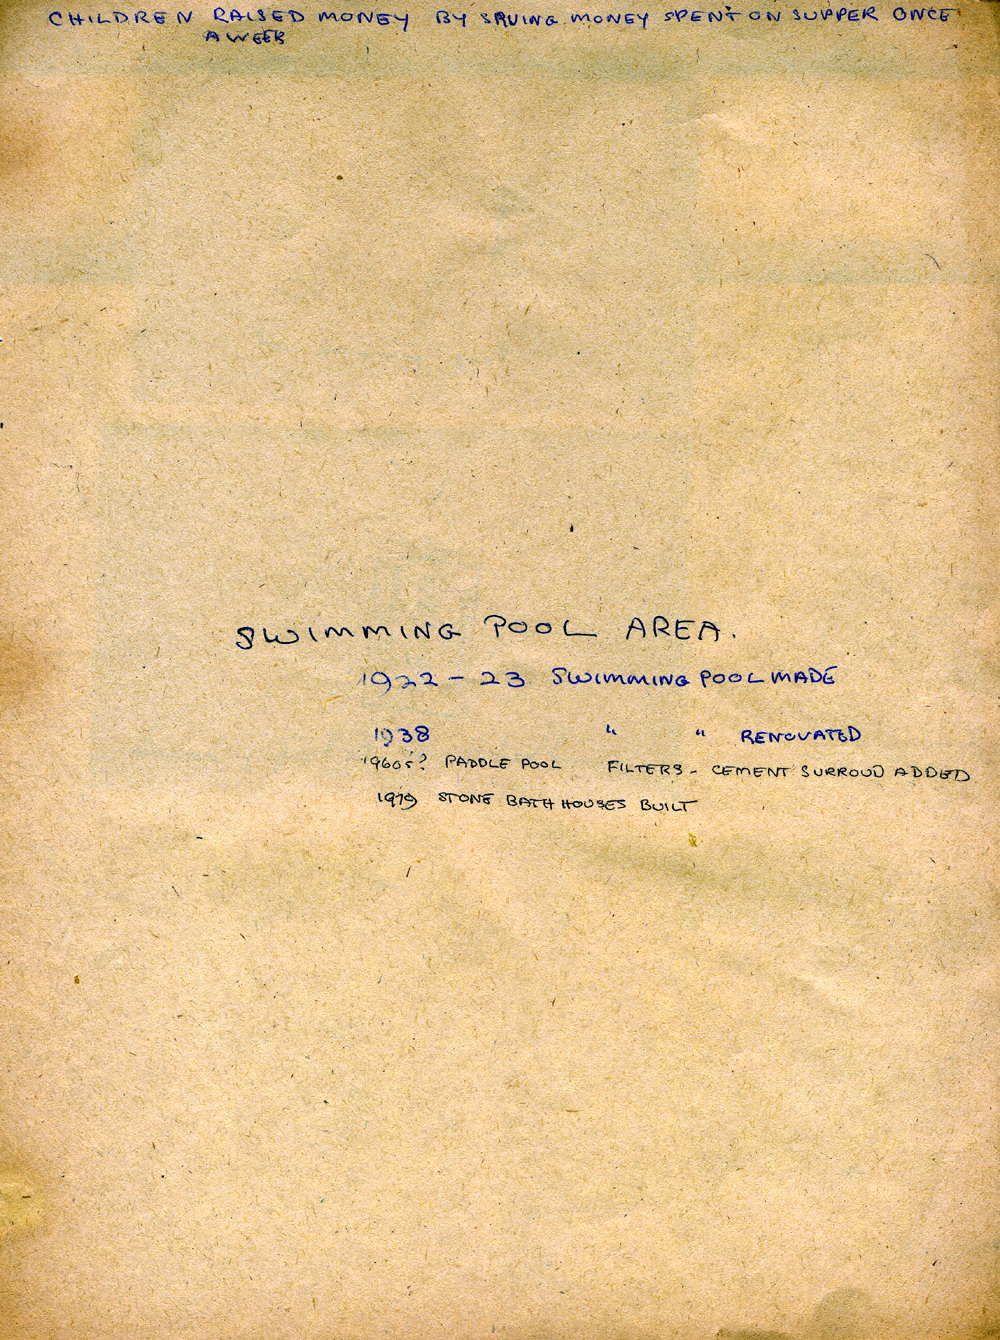 CHILDREN RAISED MONEY BY SAVING MONEY SPENT ON SUPPER ONCE
A WEEK
SWIMMING POOL AREA.
1922 - 23 SWIMMING POOL MADE
1938 " " RENOVATED
1960s? PADDLE POOL FILTERS - CEMENT SURROUD ADDED
1979 STONE BATH HOUSES BUILT